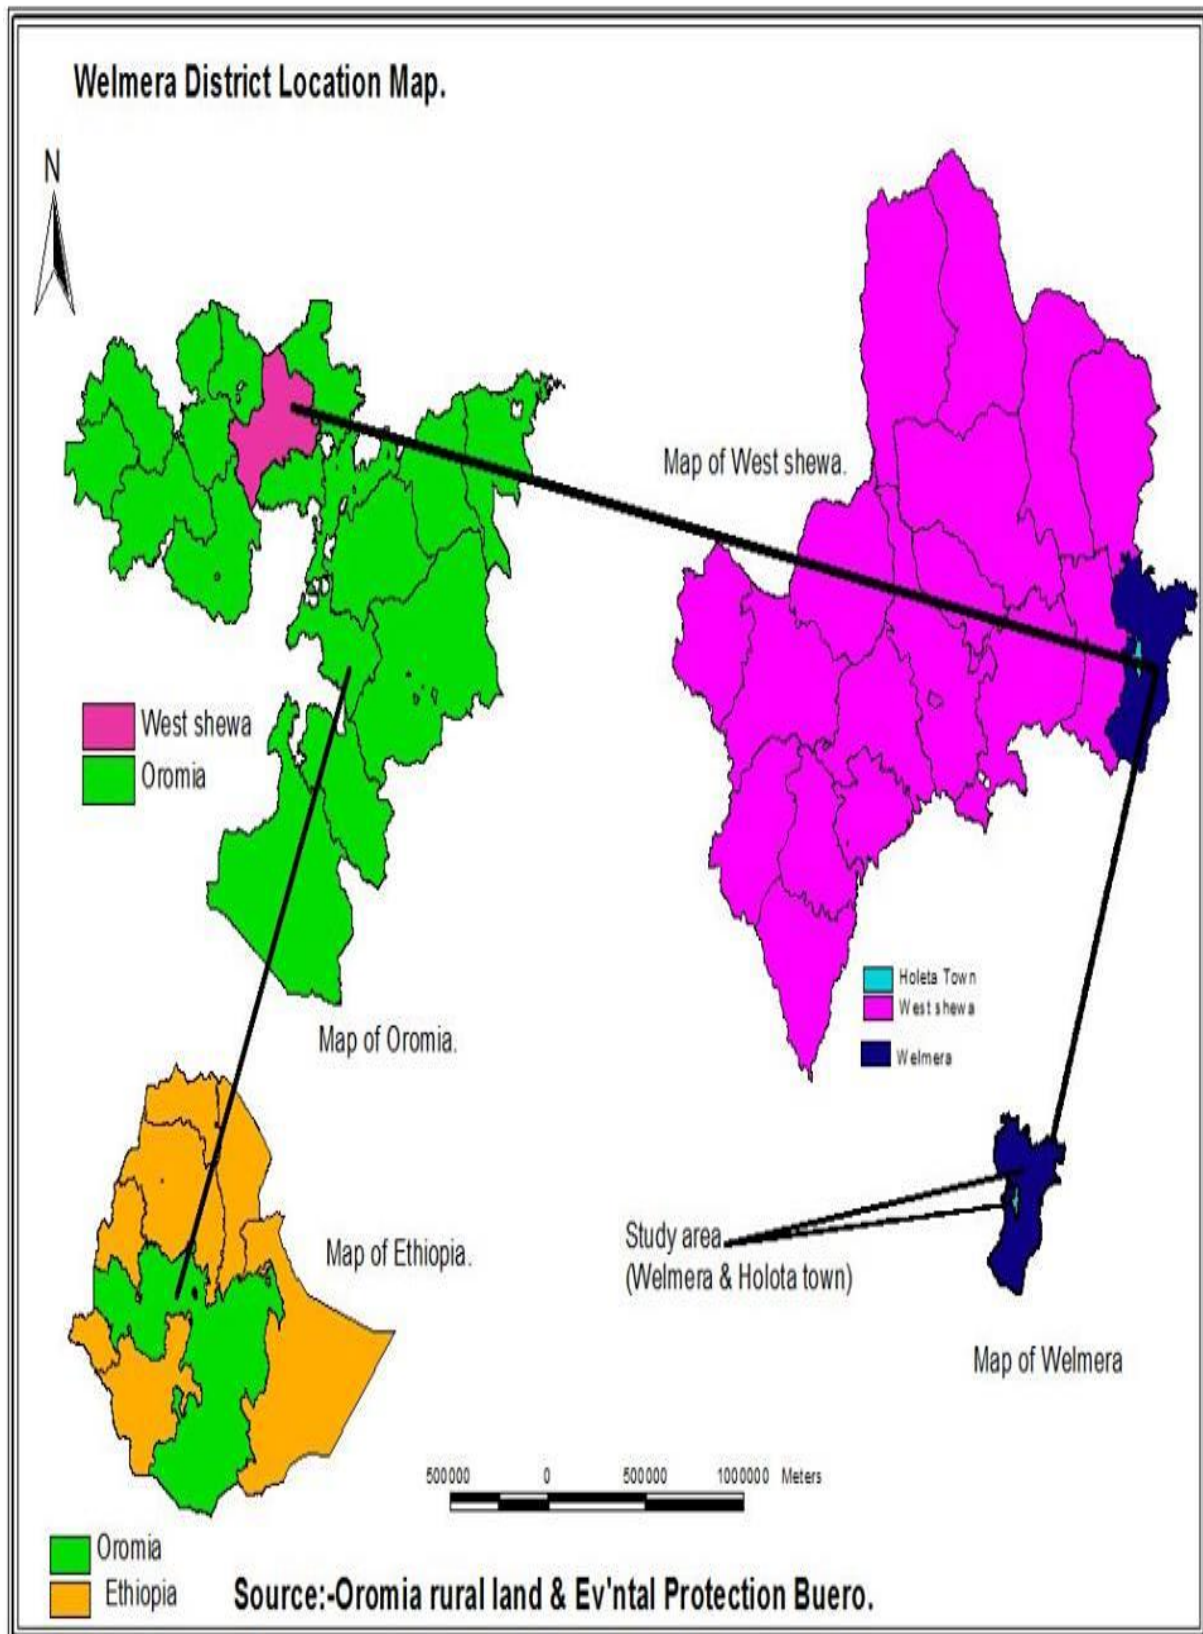 Welmera District Location Map.
N
Map of West shewa.
West shewa
Oromia
Holeta Town
West shewa
Welmera
Map of Oromia.
Map of Ethiopia.
Study area
(Welmera & Holota town)
Map of Welmera
500000 0 500000 1000000 Meters
Oromia
Ethiopia
Source:-Oromia rural land & Ev'ntal Protection Buero.